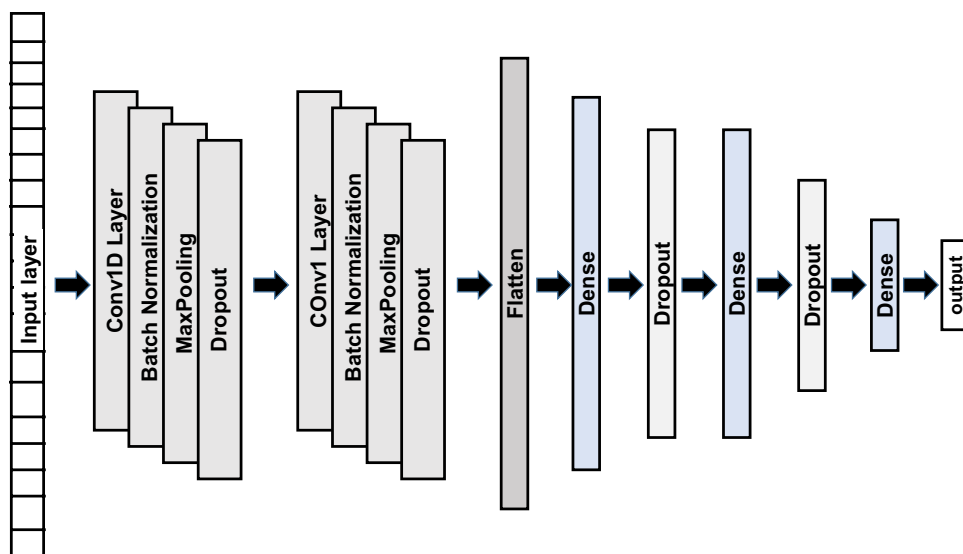 Input layer
Conv1D Layer
Batch Normalization
MaxPooling
Dropout
COnv1 Layer
Batch Normalization
MaxPooling
Dropout
Flatten
Dense
Dropout
Dense
Dropout
Dense
output